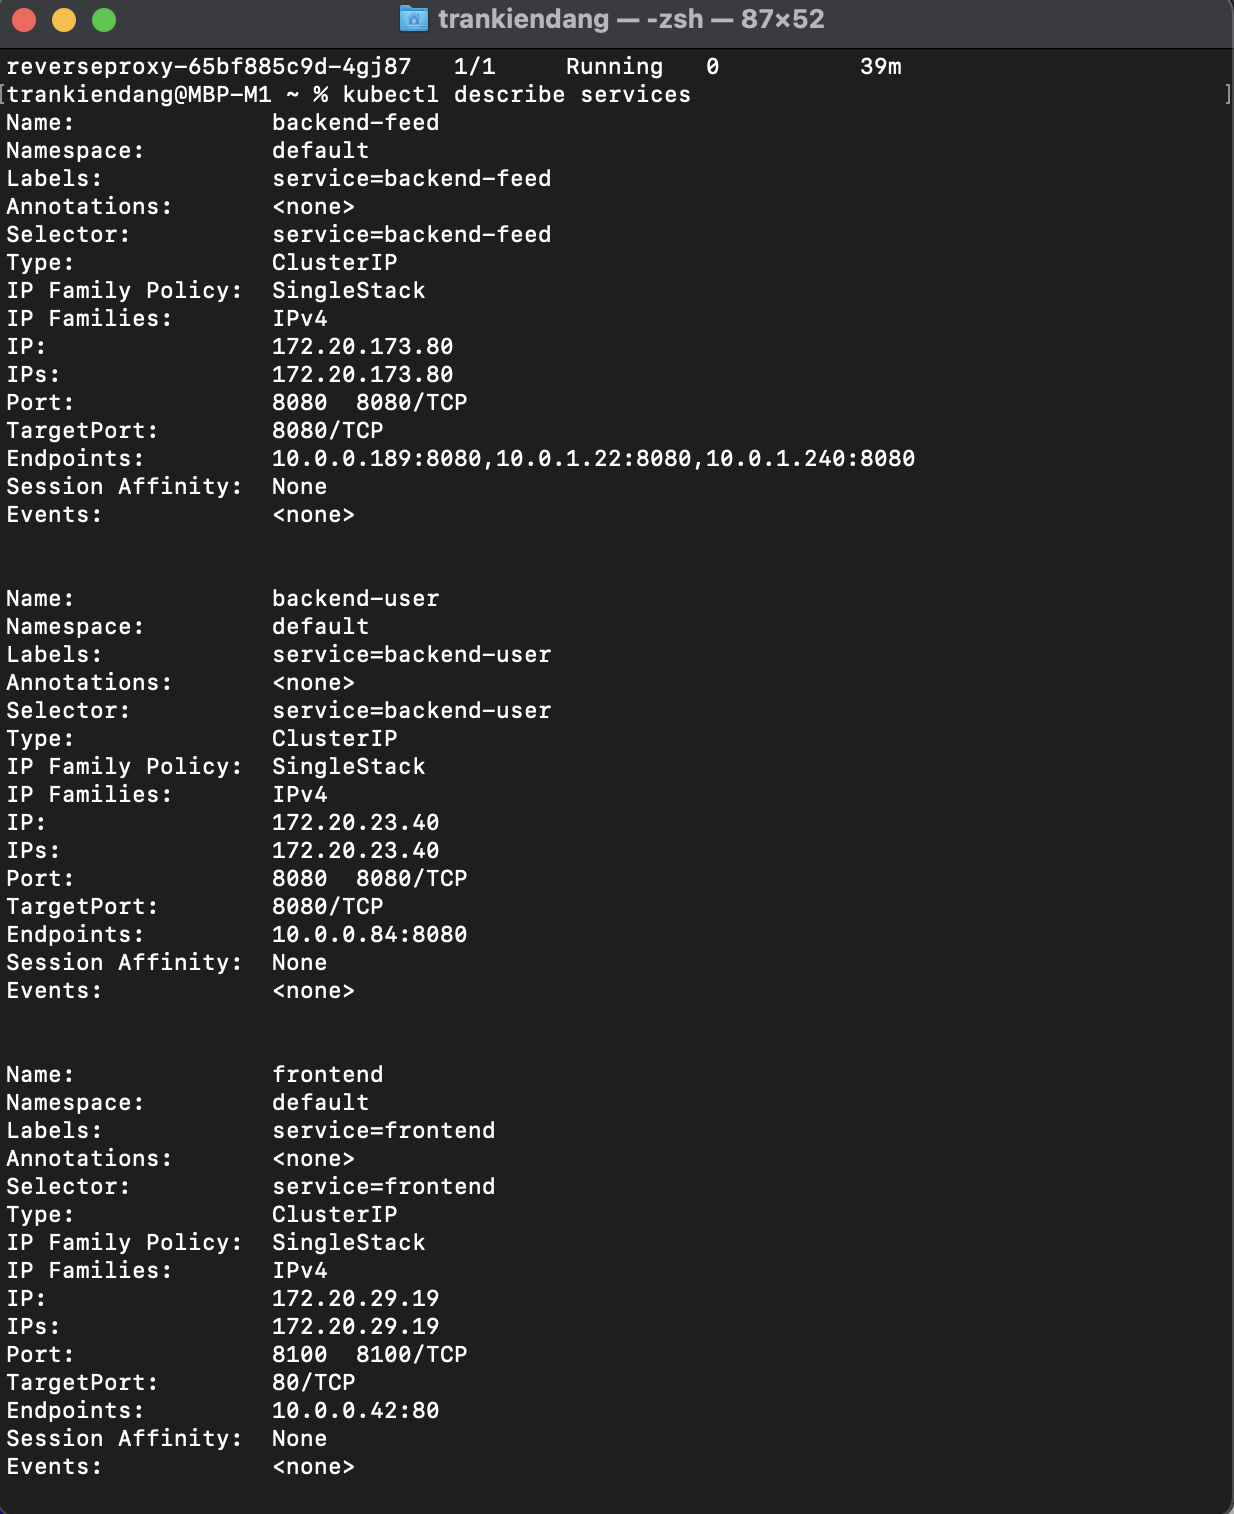 trankiendang — -zsh — 87×52
reverseproxy-65bf885c9d-4gj87   1/1     Running   0          39m
[trankiendang@MBP-M1 ~ % kubectl describe services                                      ]
Name:              backend-feed
Namespace:         default
Labels:            service=backend-feed
Annotations:       <none>
Selector:          service=backend-feed
Type:              ClusterIP
IP Family Policy:  SingleStack
IP Families:       IPv4
IP:                172.20.173.80
IPs:               172.20.173.80
Port:              8080  8080/TCP
TargetPort:        8080/TCP
Endpoints:         10.0.0.189:8080,10.0.1.22:8080,10.0.1.240:8080
Session Affinity:  None
Events:            <none>
Name:              backend-user
Namespace:         default
Labels:            service=backend-user
Annotations:       <none>
Selector:          service=backend-user
Type:              ClusterIP
IP Family Policy:  SingleStack
IP Families:       IPv4
IP:                172.20.23.40
IPs:               172.20.23.40
Port:              8080  8080/TCP
TargetPort:        8080/TCP
Endpoints:         10.0.0.84:8080
Session Affinity:  None
Events:            <none>
Name:              frontend
Namespace:         default
Labels:            service=frontend
Annotations:       <none>
Selector:          service=frontend
Type:              ClusterIP
IP Family Policy:  SingleStack
IP Families:       IPv4
IP:                172.20.29.19
IPs:               172.20.29.19
Port:              8100  8100/TCP
TargetPort:        80/TCP
Endpoints:         10.0.0.42:80
Session Affinity:  None
Events:            <none>